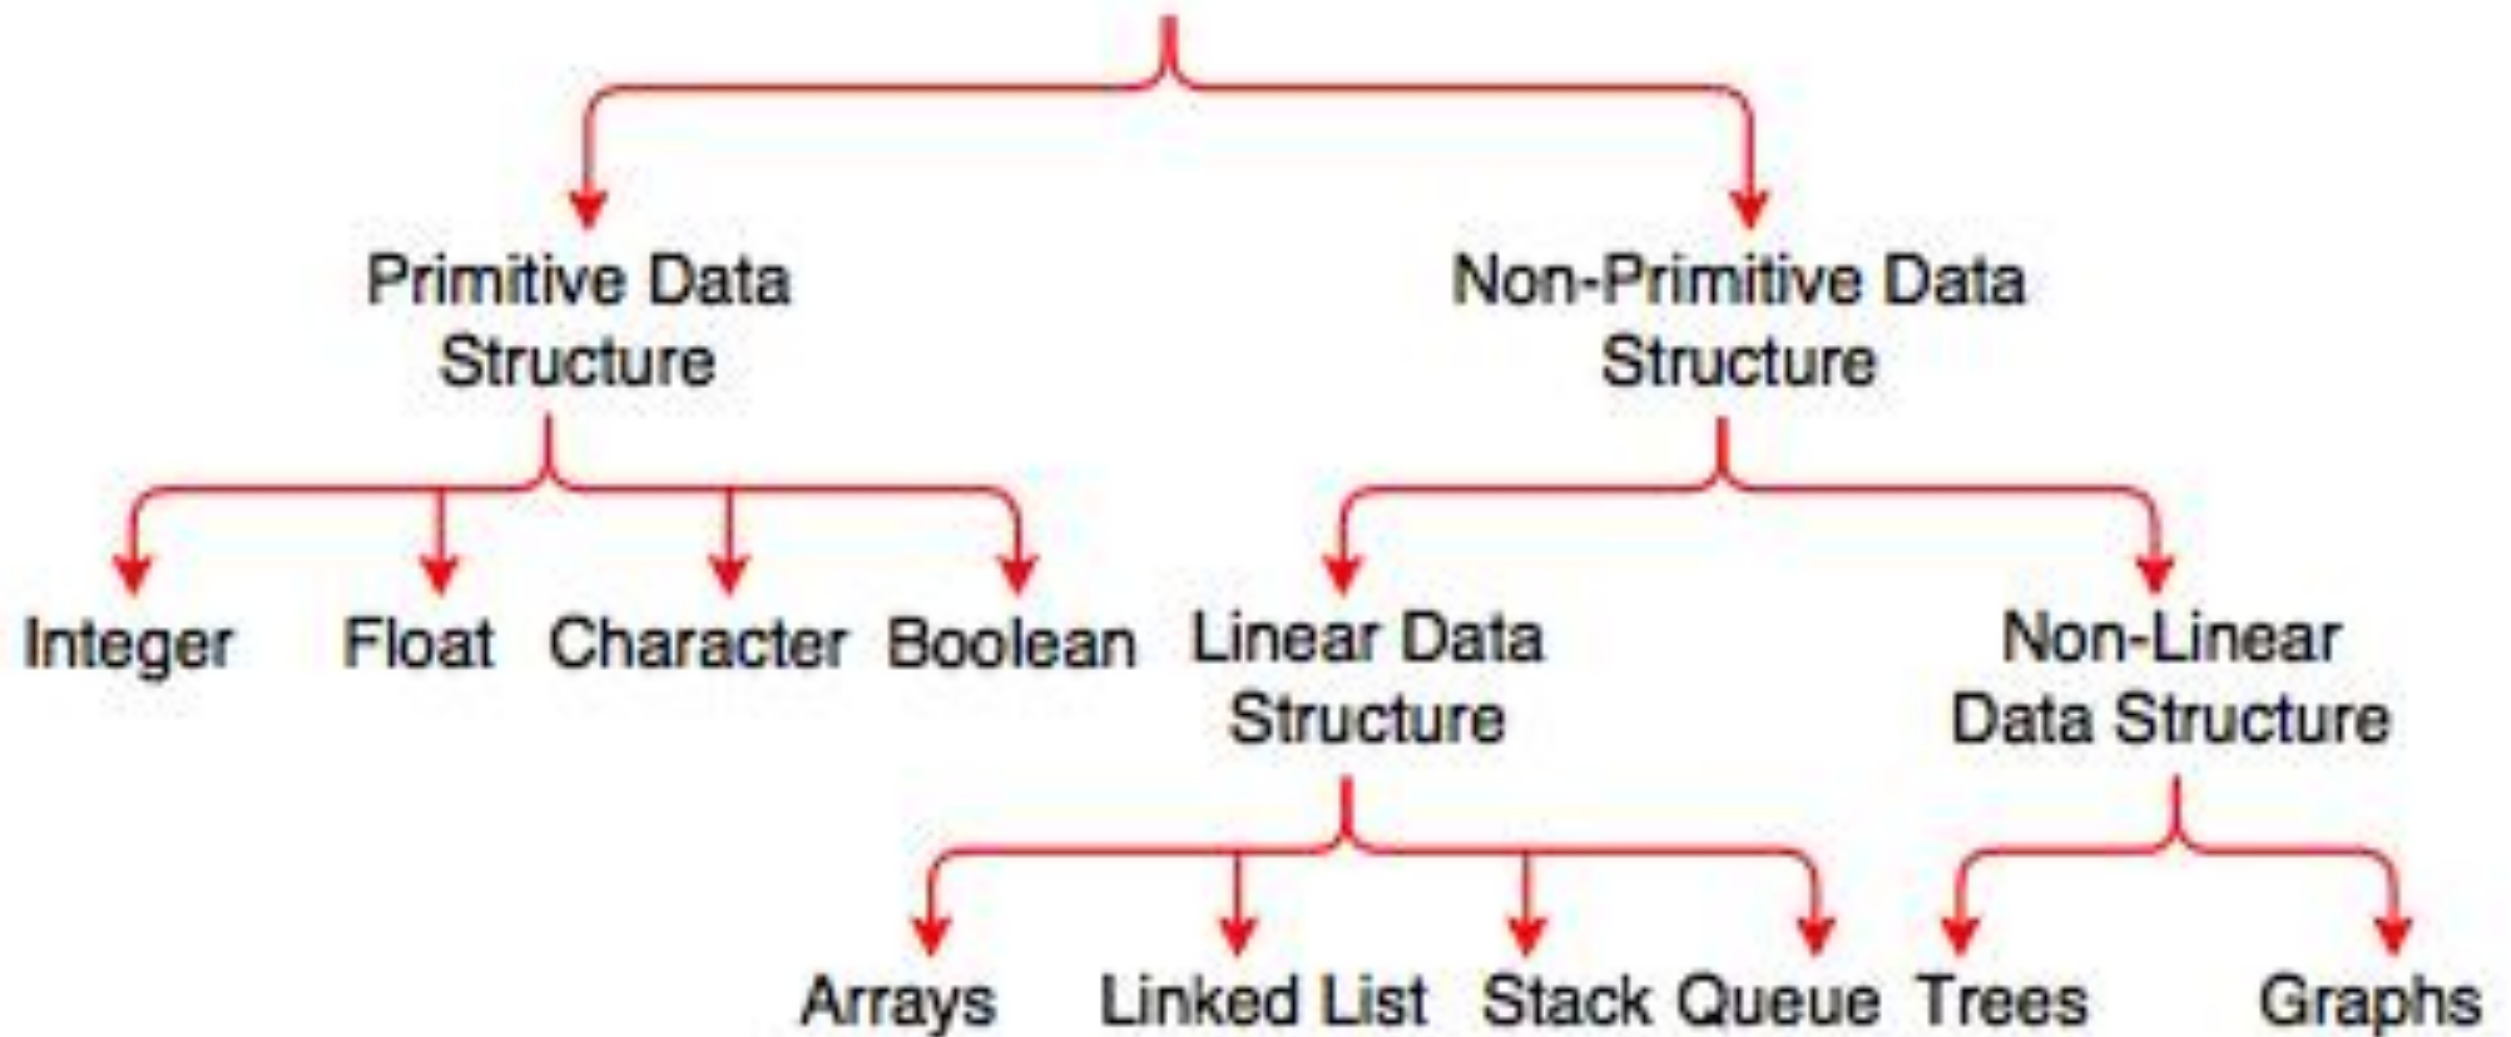 Primitive Data
Structure
Non-Primitive Data
Structure
Integer
Float
Character
Boolean
Linear Data
Structure
Non-Linear
Data Structure
Arrays
Linked List
Stack
Queue
Trees
Graphs